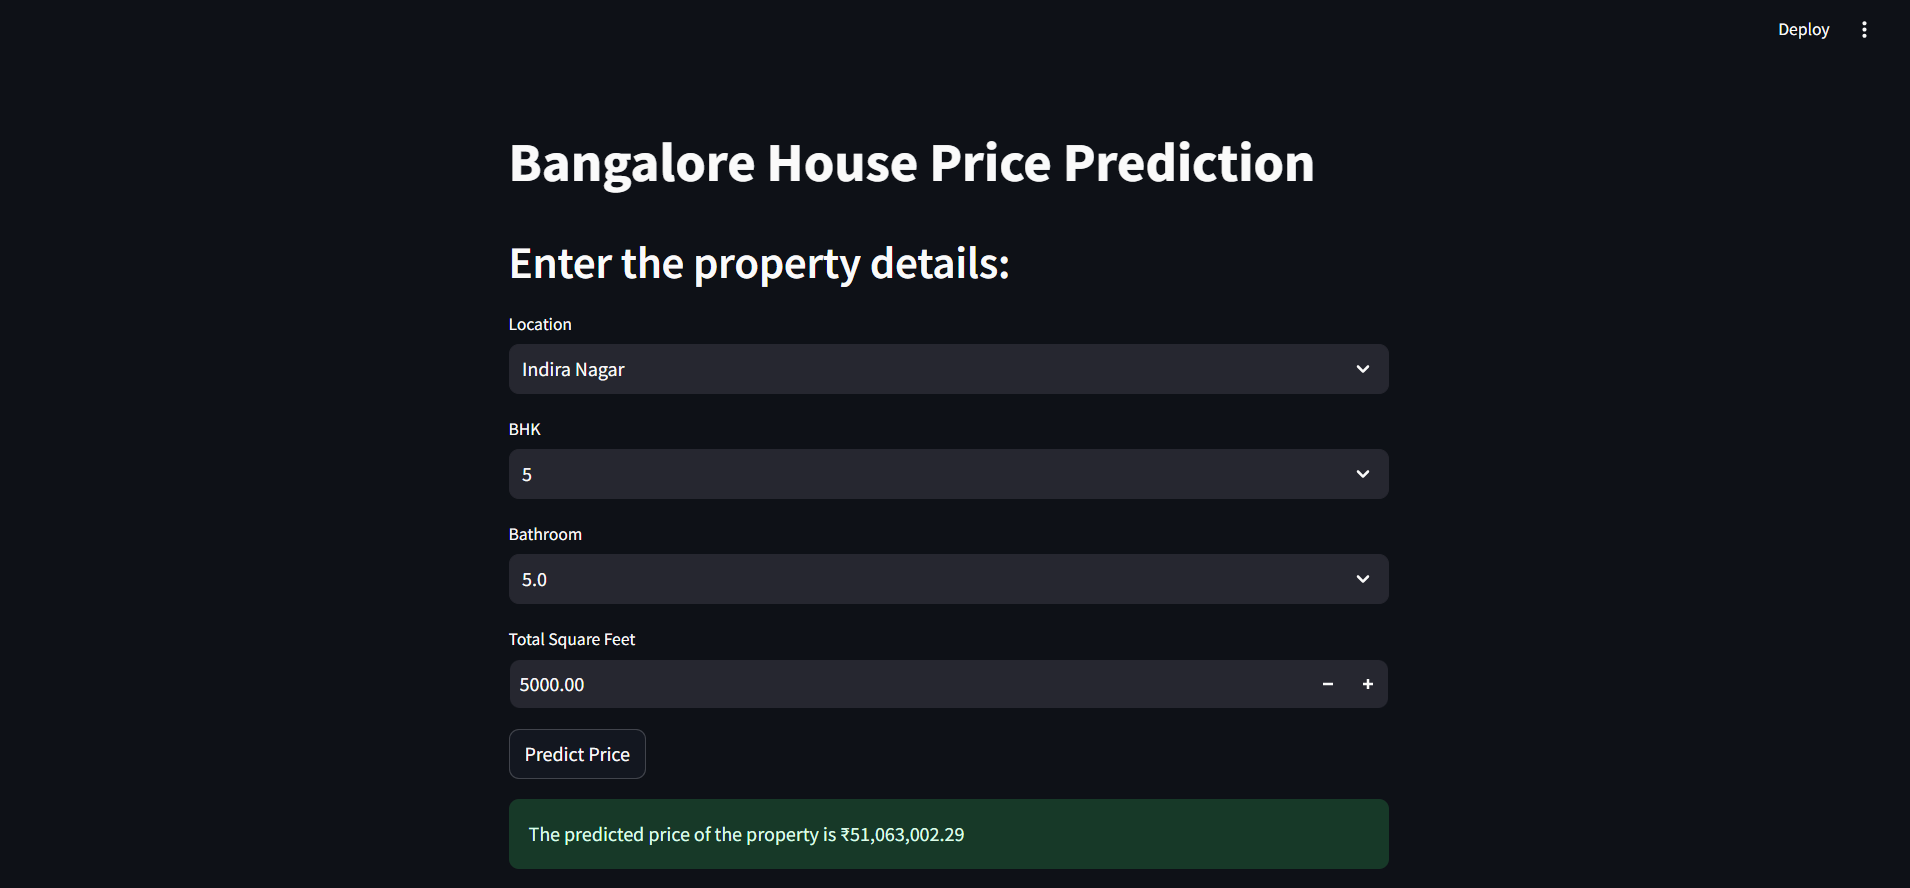 Deploy
Bangalore House Price Prediction
Enter the property details:
Location
Indira Nagar
BHK
5
Bathroom
5.0
Total Square Feet
5000.00
Predict Price
The predicted price of the property is ₹51,063,002.29